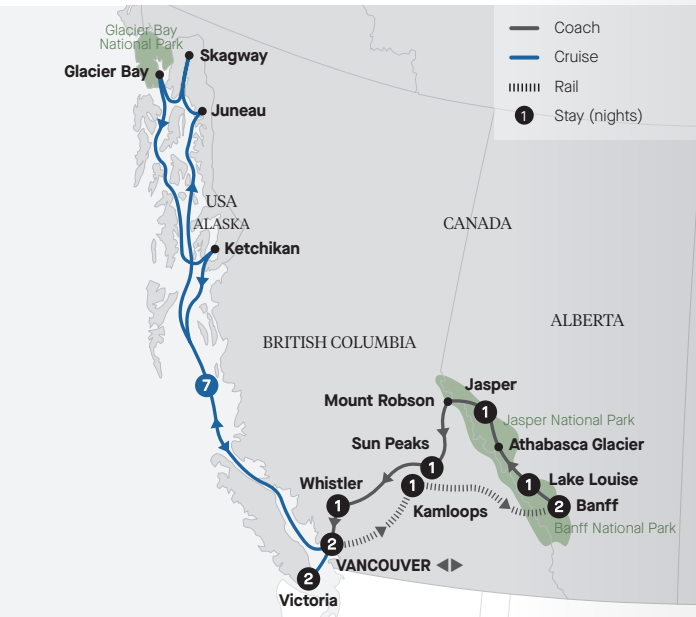 Glacier Bay
National Park
Glacier Bay
Skagway
Juneau
Coach
Cruise
Rail
1 Stay (nights)
USA
ALASKA
CANADA
Ketchikan
BRITISH COLUMBIA
ALBERTA
7
Jasper
Mount Robson
1
Jasper National Park
Sun Peaks
Athabasca Glacier
1
Whistler
1
1
1
Lake Louise
Kamloops
2
Banff
Banff National Park
2
VANCOUVER
2
Victoria